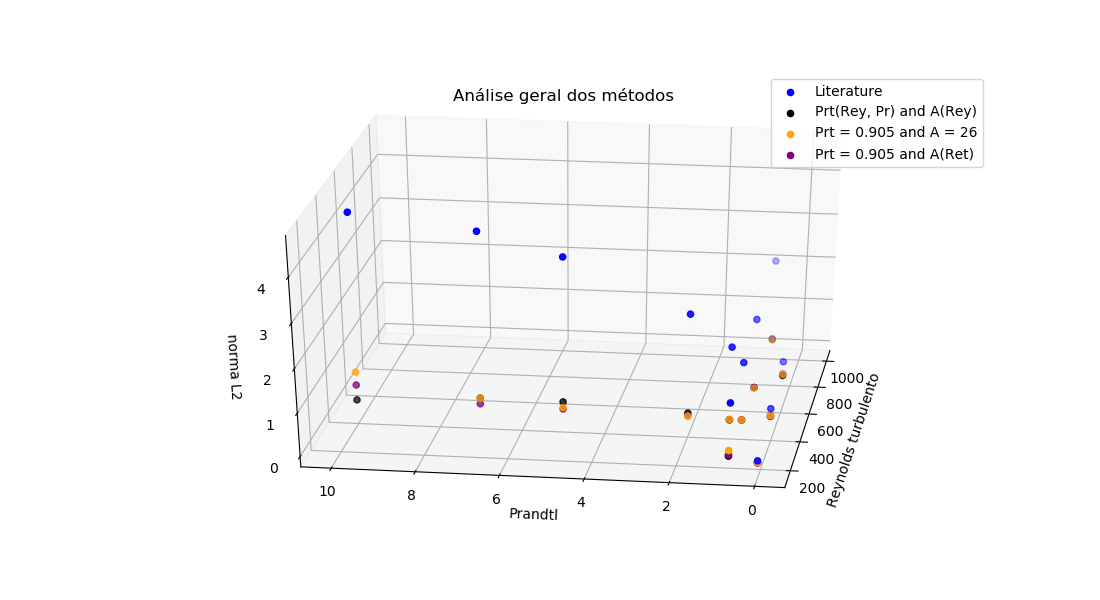 Análise geral dos métodos
Literature
Prt(Rey, Pr) and A(Rey)
Prt = 0.905 and A = 26
Prt = 0.905 and A(Ret)
norma L2
4
3
2
1
0
10
8
6
4
2
0
Prandtl
1000
800
600
400
200
Reynolds turbulento